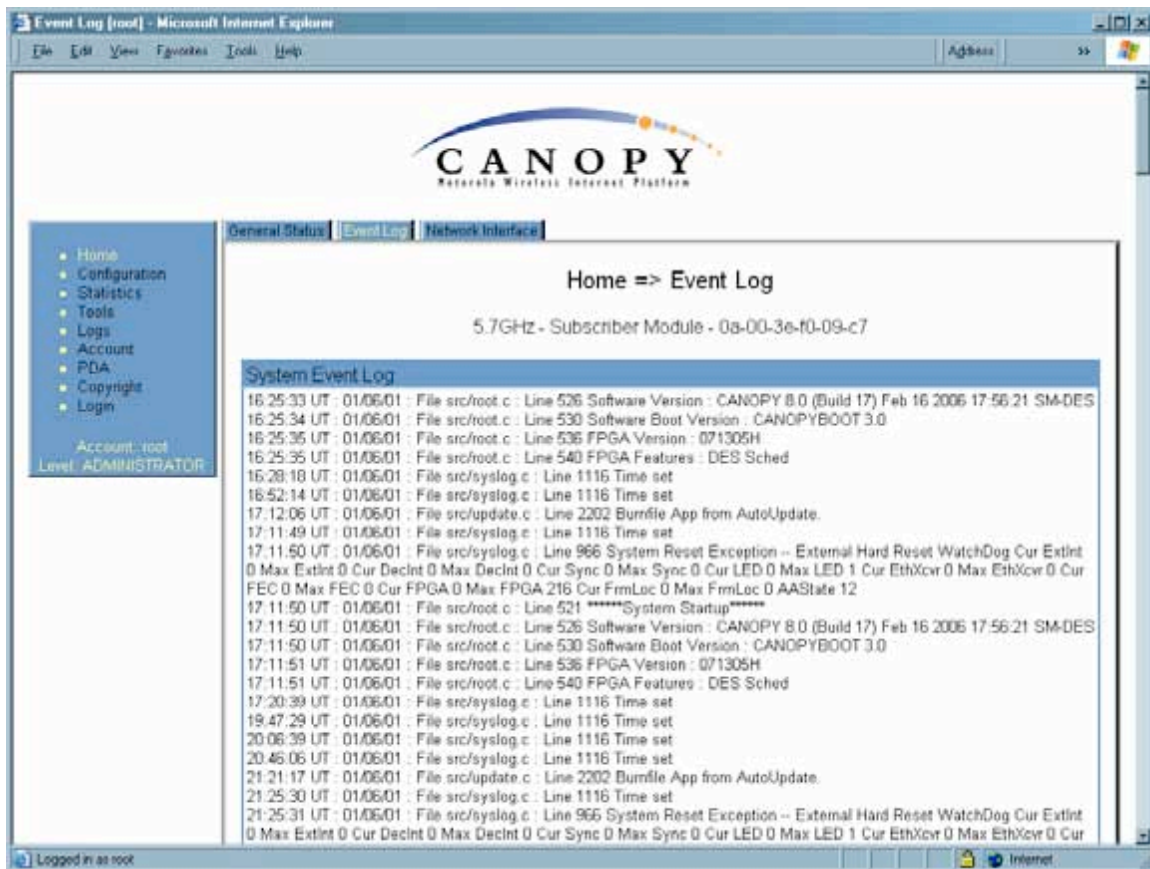 Event Log [root] - Microsoft Internet Explorer
File Edit View Favorites Tools Help
Address
CANOPY
Motorola Wireless Internet Platform
General Status Event Log Network Interface
Home
Configuration
Statistics
Tools
Logs
Account
PDA
Copyright
Login
Account: root
Level: ADMINISTRATOR
Home => Event Log
5.7GHz - Subscriber Module - 0a-00-3e-f0-09-c7
System Event Log
16:25:33 UT : 01/06/01 : File src/root.c : Line 526 Software Version : CANOPY 8.0 (Build 17) Feb 16 2006 17:56:21 SM-DES
16:25:34 UT : 01/06/01 : File src/root.c : Line 530 Software Boot Version : CANOPYBOOT 3.0
16:25:35 UT : 01/06/01 : File src/root.c : Line 536 FPGA Version : 071305H
16:25:35 UT : 01/06/01 : File src/root.c : Line 540 FPGA Features : DES Sched
16:28:18 UT : 01/06/01 : File src/syslog.c : Line 1116 Time set
16:52:14 UT : 01/06/01 : File src/syslog.c : Line 1116 Time set
17:12:06 UT : 01/06/01 : File src/update.c : Line 2202 Burnfile App from AutoUpdate.
17:11:49 UT : 01/06/01 : File src/syslog.c : Line 1116 Time set
17:11:50 UT : 01/06/01 : File src/root.c : Line 966 System Reset Exception -- External Hard Reset WatchDog Cur ExtInt
0 Max ExtInt 0 Cur DecInt 0 Max DecInt 0 Cur Sync 0 Max Sync 0 Cur LED 0 Max LED 1 Cur EthXcvr 0 Max EthXcvr 0 Cur
FEC 0 Max FEC 0 Cur FPGA 0 Max FPGA 216 Cur FrmLoc 0 Max FrmLoc 0 AAState 12
17:11:50 UT : 01/06/01 : File src/root.c : Line 521 ******System Startup******
17:11:50 UT : 01/06/01 : File src/root.c : Line 526 Software Version : CANOPY 8.0 (Build 17) Feb 16 2006 17:56:21 SM-DES
17:11:50 UT : 01/06/01 : File src/root.c : Line 530 Software Boot Version : CANOPYBOOT 3.0
17:11:51 UT : 01/06/01 : File src/root.c : Line 536 FPGA Version : 071305H
17:11:51 UT : 01/06/01 : File src/root.c : Line 540 FPGA Features : DES Sched
17:20:39 UT : 01/06/01 : File src/syslog.c : Line 1116 Time set
19:47:29 UT : 01/06/01 : File src/syslog.c : Line 1116 Time set
20:06:39 UT : 01/06/01 : File src/syslog.c : Line 1116 Time set
20:46:06 UT : 01/06/01 : File src/syslog.c : Line 1116 Time set
21:21:17 UT : 01/06/01 : File src/update.c : Line 2202 Burnfile App from AutoUpdate.
21:25:30 UT : 01/06/01 : File src/syslog.c : Line 1116 Time set
21:25:31 UT : 01/06/01 : File src/root.c : Line 966 System Reset Exception -- External Hard Reset WatchDog Cur ExtInt
0 Max ExtInt 0 Cur DecInt 0 Max DecInt 0 Cur Sync 0 Max Sync 0 Cur LED 0 Max LED 1 Cur EthXcvr 0 Max EthXcvr 0 Cur
Logged in as root
Internet